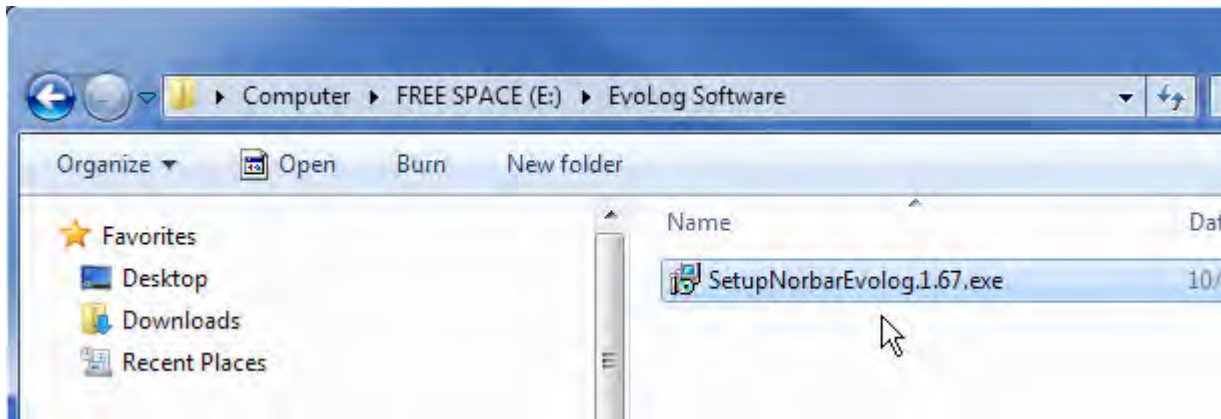 Computer ▸ FREE SPACE (E:) ▸ EvoLog Software
Organize Open Burn New folder
Name
Favorites
SetupNorbarEvolog.1.67.exe
Desktop
Downloads
Recent Places